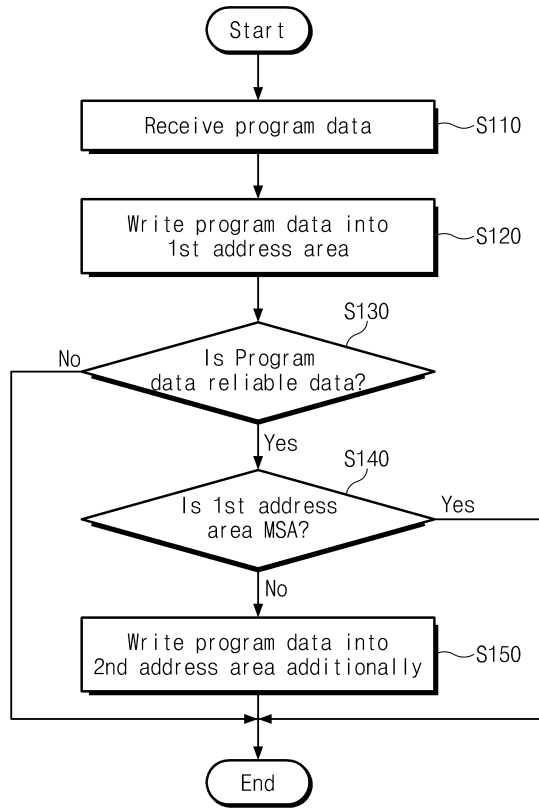 Start
Receive program data
S110
Write program data into
1st address area
S120
S130
Is Program
data reliable data?
No
Yes
S140
Is 1st address
area MSA?
Yes
No
Write program data into
2nd address area additionally
S150
End